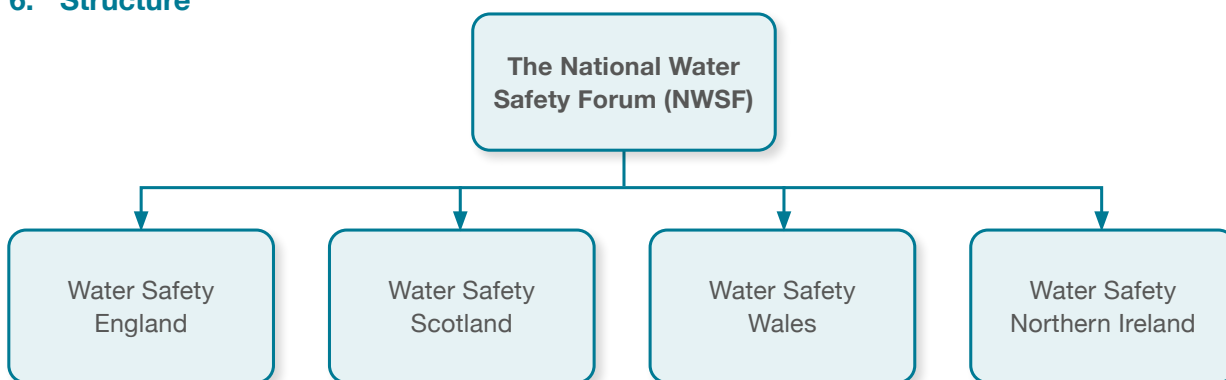 6. Structure
The National Water
Safety Forum (NWSF)
Water Safety
England
Water Safety
Scotland
Water Safety
Wales
Water Safety
Northern Ireland